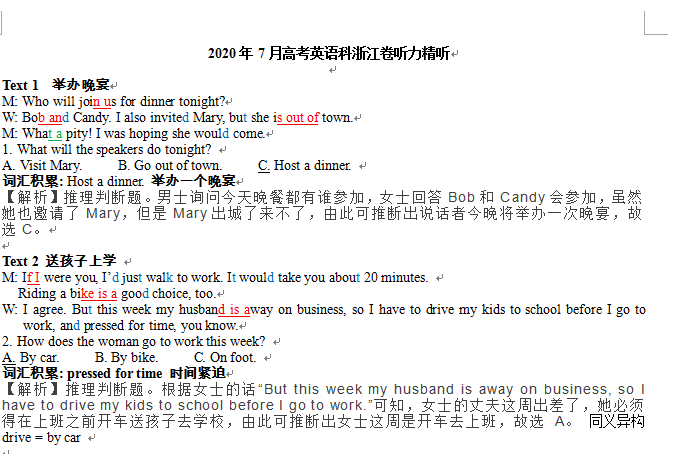 2020年7月高考英语科浙江卷听力精听
Text 1 举办晚宴
M: Who will join us for dinner tonight?
W: Bob and Candy. I also invited Mary, but she is out of town.
M: What a pity! I was hoping she would come.
1. What will the speakers do tonight?
A. Visit Mary. B. Go out of town. C. Host a dinner.
词汇积累: Host a dinner. 举办一个晚宴
【解析】推理判断题。男士询问今天晚餐都有谁参加，女士回答 Bob 和 Candy 会参加，虽然
她也邀请了 Mary，但是 Mary 出城了来不了，由此可推断出说话者今晚将举办一次晚宴，故
选 C。
Text 2 送孩子上学
M: If I were you, I’d just walk to work. It would take you about 20 minutes.
Riding a bike is a good choice, too.
W: I agree. But this week my husband is away on business, so I have to drive my kids to school before I go to
work, and pressed for time, you know.
2. How does the woman go to work this week?
A. By car. B. By bike. C. On foot.
词汇积累: pressed for time 时间紧迫
【解析】推理判断题。根据女士的话“But this week my husband is away on business, so I
have to drive my kids to school before I go to work.”可知，女士的丈夫这周出差了，她必须
得在上班之前开车送孩子去学校，由此可推断出女士这周是开车去上班，故选 A。 同义异构
drive = by car